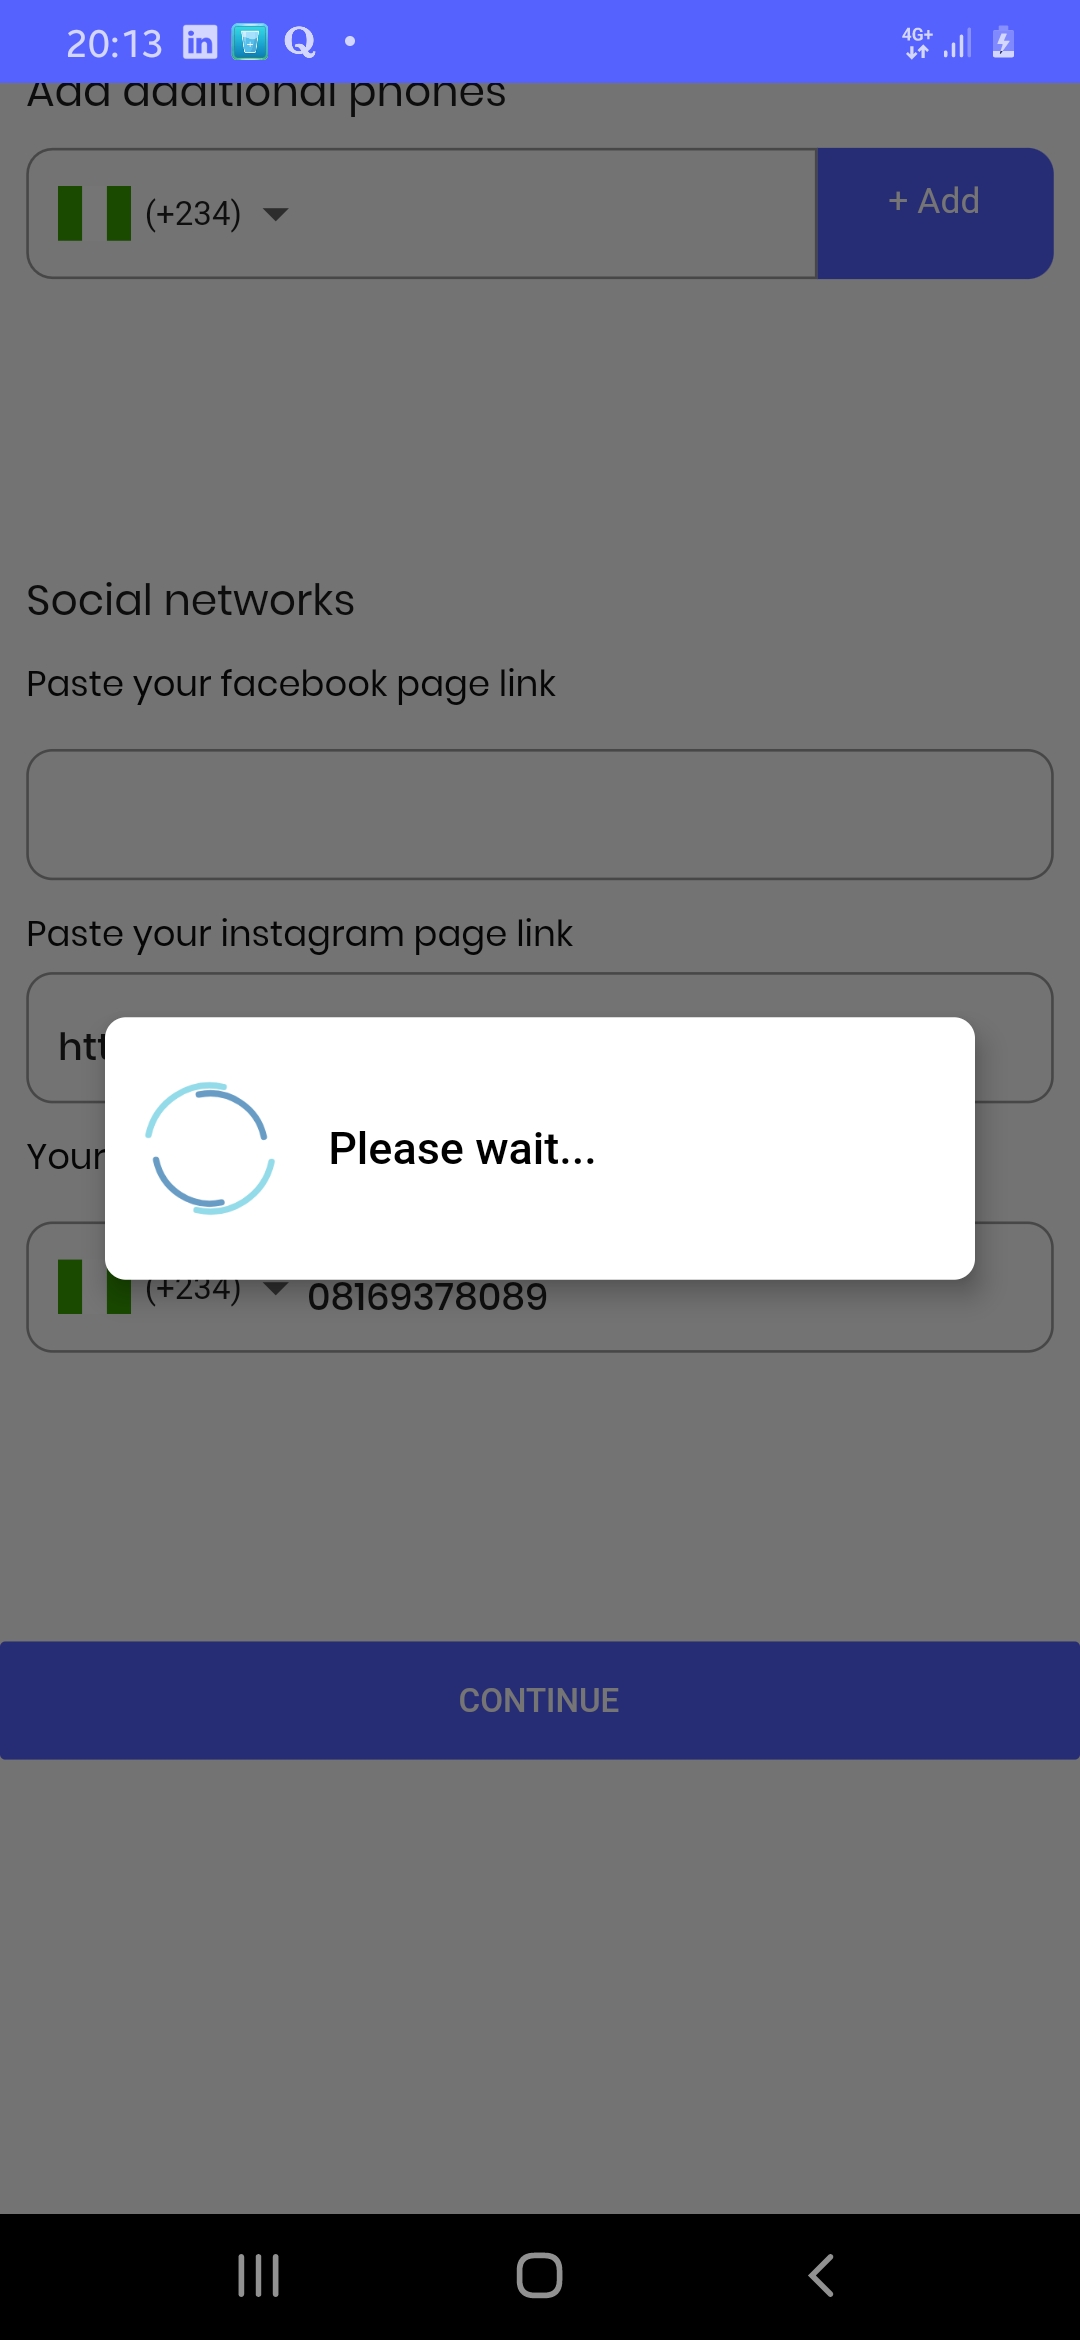 20:13
4G+
Add additional phones
(+234)
+ Add
Social networks
Paste your facebook page link
Paste your instagram page link
htt
Please wait...
Your
(+234) 08169378089
CONTINUE